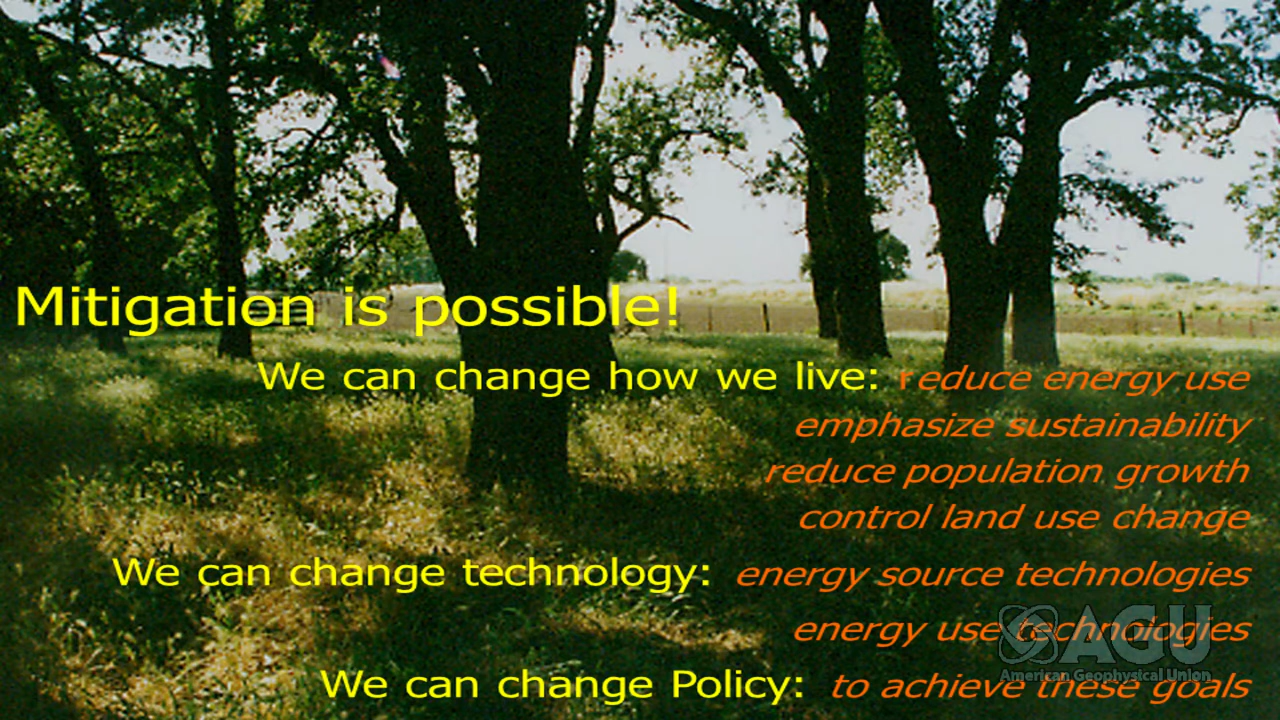 Mitigation is possible!
We can change how we live: reduce energy use
emphasize sustainability
reduce population growth
control land use change
We can change technology: energy source technologies
energy use technologies
AGU
American Geophysical Union
We can change Policy: to achieve these goals